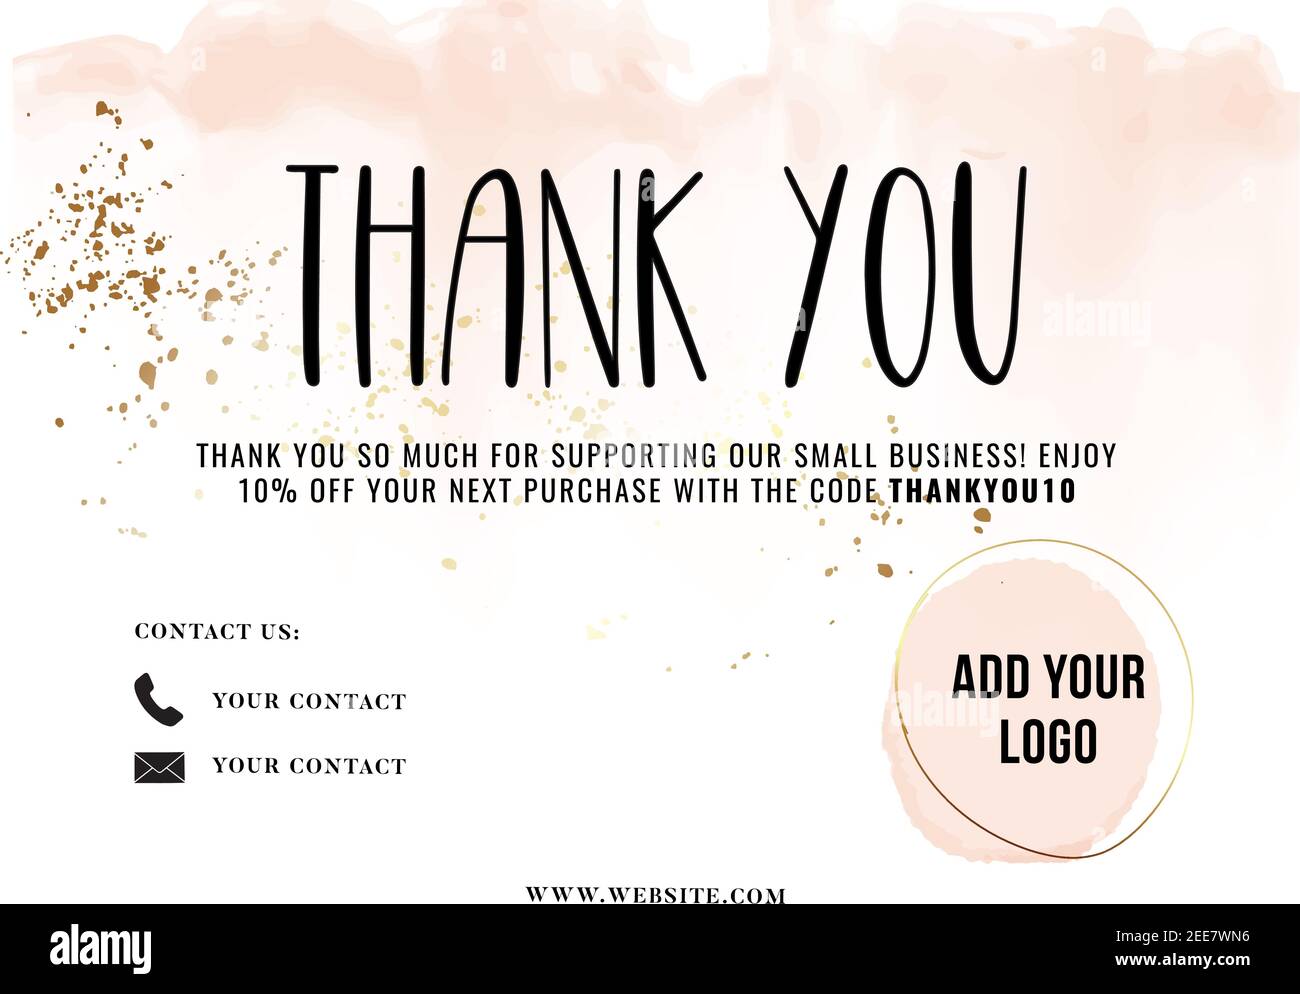 THANK YOU
THANK YOU SO MUCH FOR SUPPORTING OUR SMALL BUSINESS! ENJOY
10% OFF YOUR NEXT PURCHASE WITH THE CODE THANKYOU10
CONTACT US:
YOUR CONTACT
YOUR CONTACT
ADD YOUR
LOGO
WWW.WEBSITE.COM
alamy
alamy
alamy
Image ID: 2EE7WN6
www.alamy.com